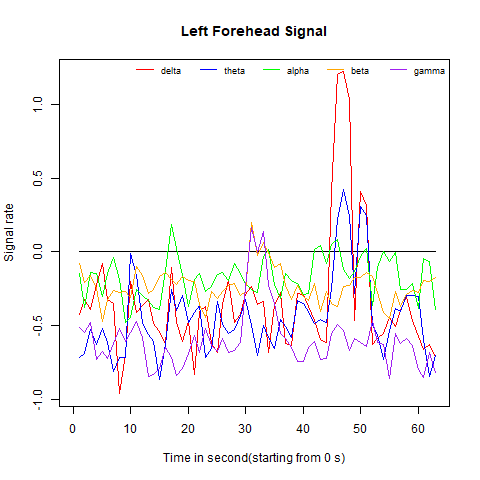 Left Forehead Signal
delta theta alpha beta gamma
1.0
0.5
0.0
-0.5
-1.0
Signal rate
0 10 20 30 40 50 60
Time in second(starting from 0 s)